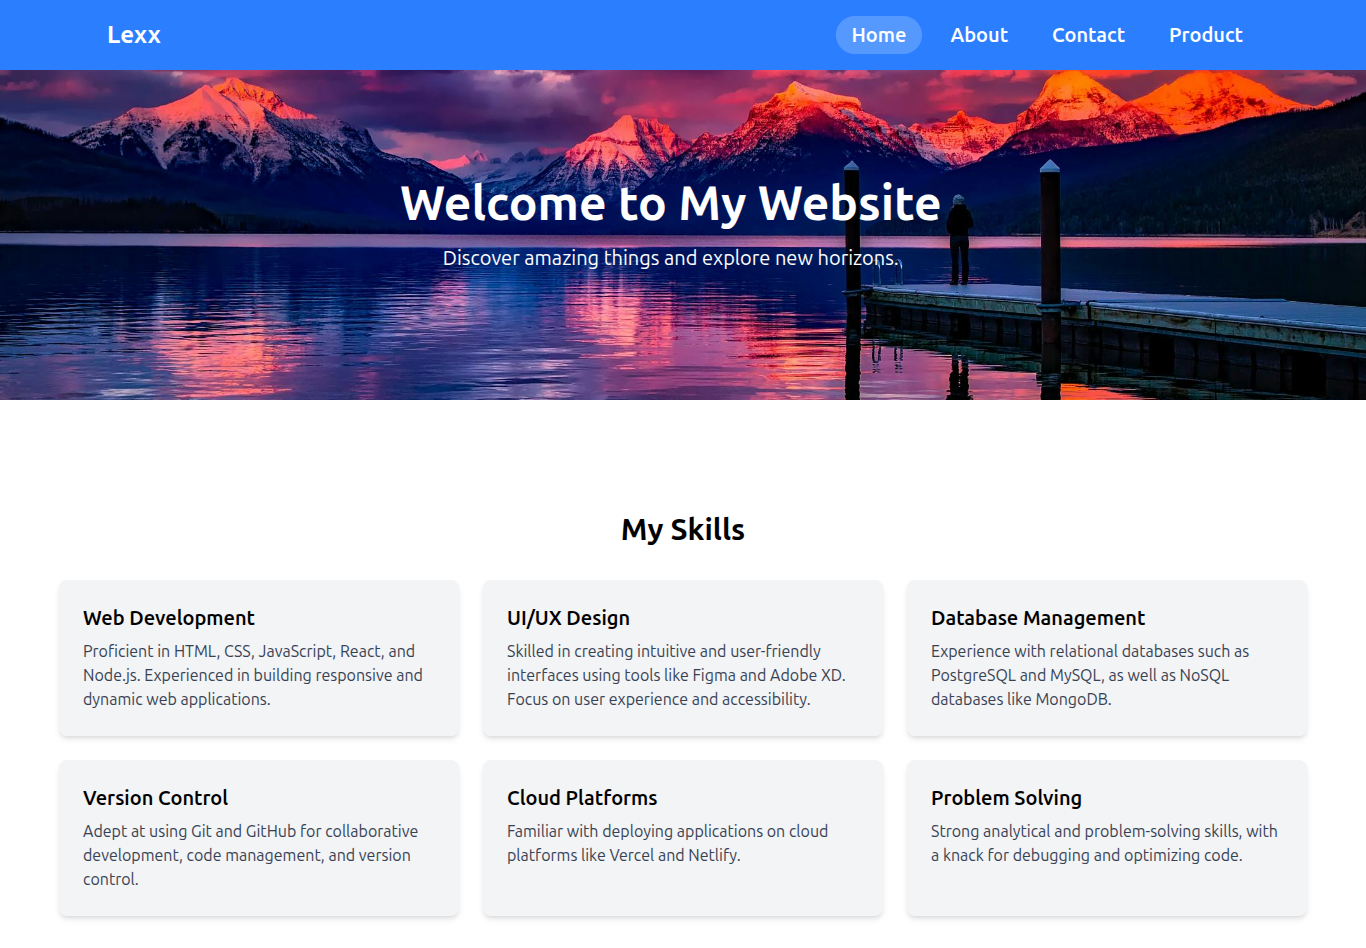 Lexx
Home About Contact Product
Welcome to My Website
Discover amazing things and explore new horizons.
My Skills
Web Development
Proficient in HTML, CSS, JavaScript, React, and
Node.js. Experienced in building responsive and
dynamic web applications.
UI/UX Design
Skilled in creating intuitive and user-friendly
interfaces using tools like Figma and Adobe XD.
Focus on user experience and accessibility.
Database Management
Experience with relational databases such as
PostgreSQL and MySQL, as well as NoSQL
databases like MongoDB.
Version Control
Adept at using Git and GitHub for collaborative
development, code management, and version
control.
Cloud Platforms
Familiar with deploying applications on cloud
platforms like Vercel and Netlify.
Problem Solving
Strong analytical and problem-solving skills, with
a knack for debugging and optimizing code.